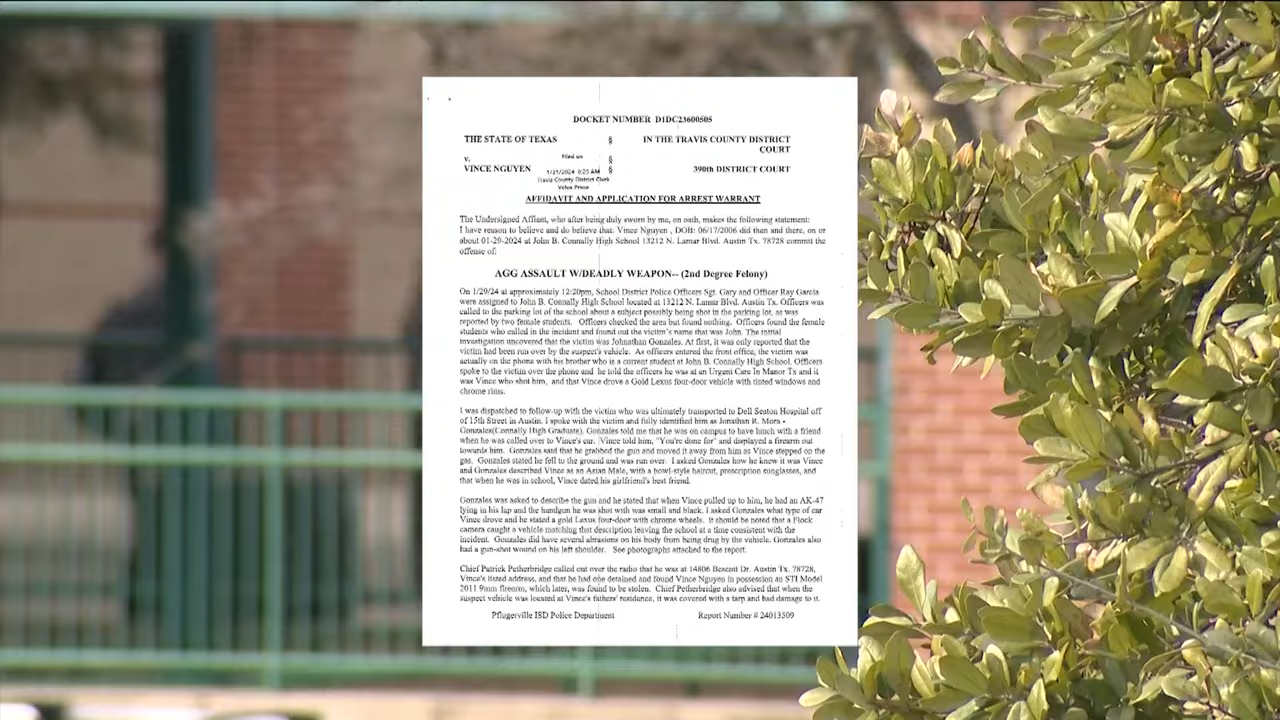 DOCKET NUMBER D1DC23600505
THE STATE OF TEXAS § IN THE TRAVIS COUNTY DISTRICT
COURT
v. Filed on §
VINCE NGUYEN 1/31/2024 0:25 AM § 390th DISTRICT COURT
Travis County District Clerk
Velva Price
AFFIDAVIT AND APPLICATION FOR ARREST WARRANT
The Undersigned Affiant, who after being duly sworn by me, on oath, makes the following statement:
I have reason to believe and do believe that: Vince Nguyen , DOB: 06/17/2006 did than and there, on or
about 01-29-2024 at John B. Connally High School 13212 N. Lamar Blvd. Austin Tx. 78728 commit the
offense of:
AGG ASSAULT W/DEADLY WEAPON-- (2nd Degree Felony)
On 1/29/24 at approximately 12:20pm, School District Police Officers Sgt. Gary and Officer Ray Garcia
were assigned to John B. Connally High School located at 13212 N. Lamar Blvd. Austin Tx. Officers was
called to the parking lot of the school about a subject possibly being shot in the parking lot, as was
reported by two female students. Officers checked the area but found nothing. Officers found the female
students who called in the incident and found out the victim's name that was John. The initial
investigation uncovered that the victim was Johnathan Gonzales. At first, it was only reported that the
victim had been run over by the suspect's vehicle. As officers entered the front office, the victim was
actually on the phone with his brother who is a current student at John B. Connally High School. Officers
spoke to the victim over the phone and he told the officers he was at an Urgent Care In Manor Tx and it
was Vince who shot him, and that Vince drove a Gold Lexus four-door vehicle with tinted windows and
chrome rims.
I was dispatched to follow-up with the victim who was ultimately transported to Dell Seaton Hospital off
of 15th Street in Austin. I spoke with the victim and fully identified him as Jonathan R. Mora -
Gonzales(Connally High Graduate). Gonzales told me that he was on campus to have lunch with a friend
when he was called over to Vince's car. Vince told him, "You're done for" and displayed a firearm out
towards him. Gonzales said that he grabbed the gun and moved it away from him as Vince stepped on the
gas. Gonzales stated he fell to the ground and was run over. I asked Gonzales how he knew it was Vince
and Gonzales described Vince as an Asian Male, with a bowl-style haircut, prescription sunglasses, and
that when he was in school, Vince dated his girlfriend's best friend.
Gonzales was asked to describe the gun and he stated that when Vince pulled up to him, he had an AK-47
lying in his lap and the handgun he was shot with was small and black. I asked Gonzales what type of car
Vince drove and he stated a gold Lexus four-door with chrome wheels. it should be noted that a Flock
camera caught a vehicle matching that description leaving the school at a time consistent with the
incident. Gonzales did have several abrasions on his body from being drug by the vehicle. Gonzales also
had a gun-shot wound on his left shoulder. See photographs attached to the report.
Chief Patrick Petherbridge called out over the radio that he was at 14806 Bescott Dr. Austin Tx. 78728,
Vince's listed address, and that he had one detained and found Vince Nguyen in possession an STI Model
2011 9mm firearm, which later, was found to be stolen. Chief Petherbridge also advised that when the
suspect vehicle was located at Vince's fathers' residence, it was covered with a tarp and had damage to it.
Pflugerville ISD Police Department Report Number # 24013509